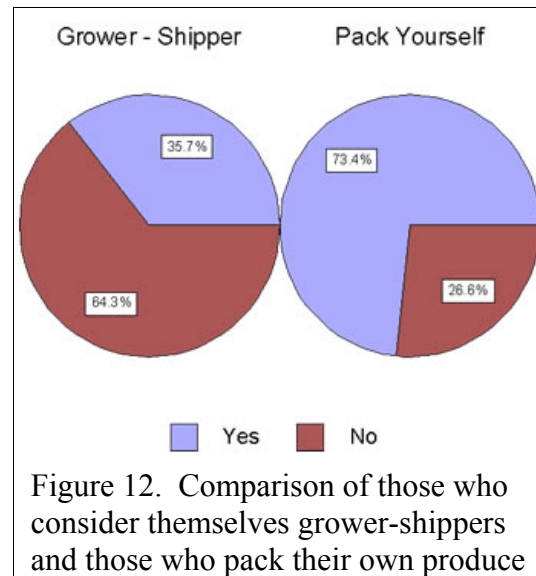 Grower - Shipper
Pack Yourself
35.7%
73.4%
64.3%
26.6%
Yes
No
Figure 12.  Comparison of those who
consider themselves grower-shippers
and those who pack their own produce